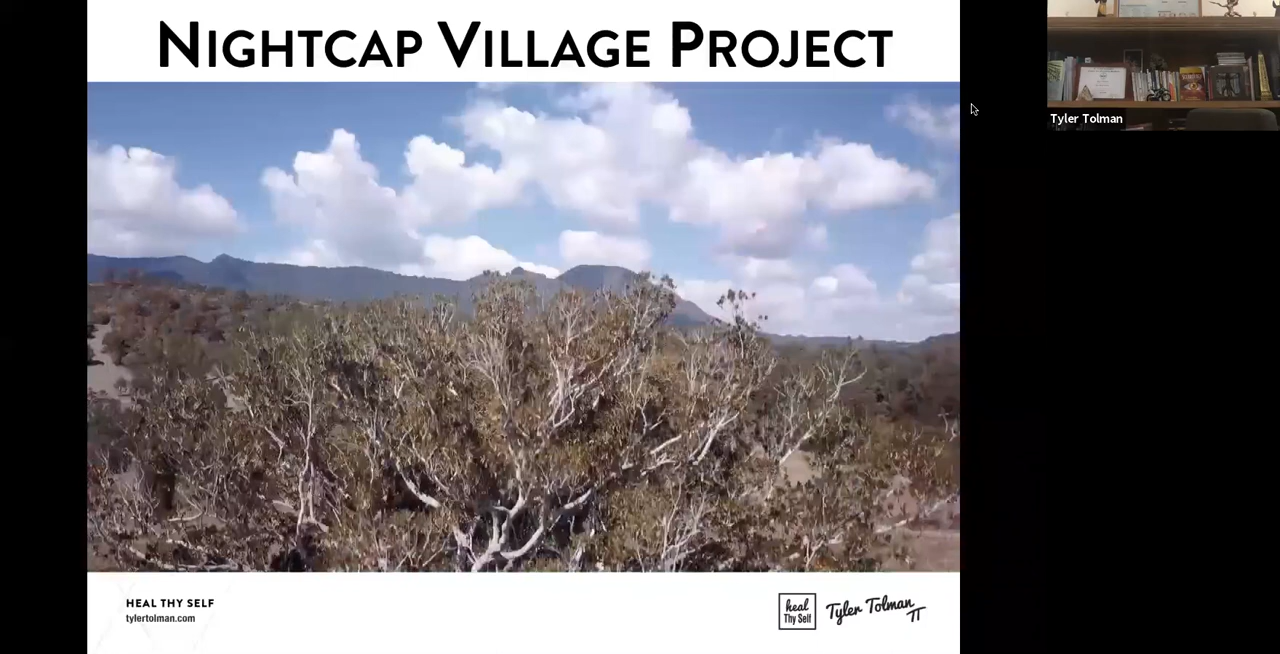 NIGHTCAP VILLAGE PROJECT
Tyler Tolman
HEAL THY SELF
tylertolman.com
heal
Thy Self
Tyler Tolman
TT